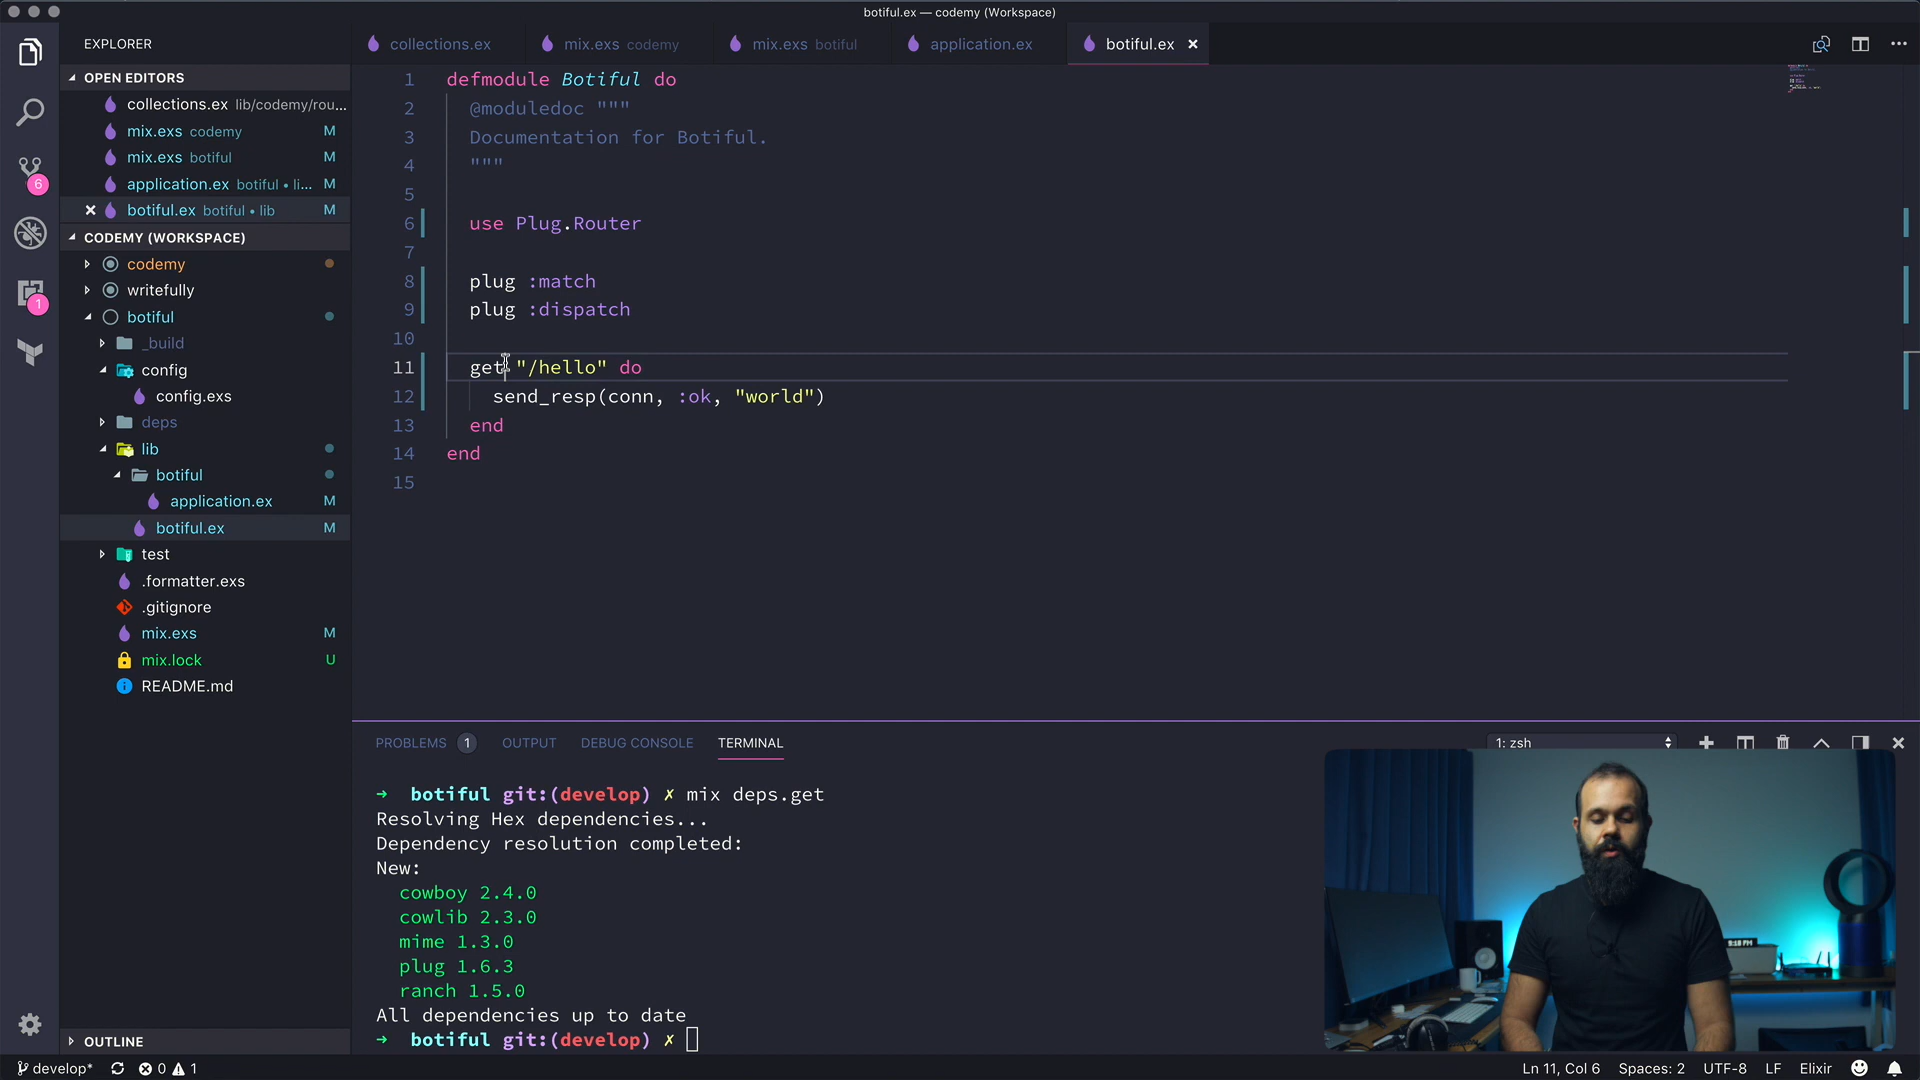 botiful.ex — codemy (Workspace)
EXPLORER
OPEN EDITORS
collections.ex lib/codemy/rou...
mix.exs codemy M
mix.exs botiful M
application.ex botiful • li... M
botiful.ex botiful • lib M
CODEMY (WORKSPACE)
codemy
writefully
botiful
_build
config
config.exs
deps
lib
botiful
application.ex M
botiful.ex M
test
.formatter.exs
.gitignore
mix.exs M
mix.lock U
README.md
OUTLINE
6
1
collections.ex
mix.exs codemy
mix.exs botiful
application.ex
botiful.ex
1 defmodule Botiful do
2 @moduledoc """
3 Documentation for Botiful.
4 """
5
6 use Plug.Router
7
8 plug :match
9 plug :dispatch
10
11 get "/hello" do
12 send_resp(conn, :ok, "world")
13 end
14 end
15
PROBLEMS 1 OUTPUT DEBUG CONSOLE TERMINAL 1: zsh
➜ botiful git:(develop) ✗ mix deps.get
Resolving Hex dependencies...
Dependency resolution completed:
New:
cowboy 2.4.0
cowlib 2.3.0
mime 1.3.0
plug 1.6.3
ranch 1.5.0
All dependencies up to date
➜ botiful git:(develop) ✗
9:18 PM
develop* 0 1 Ln 11, Col 6 Spaces: 2 UTF-8 LF Elixir